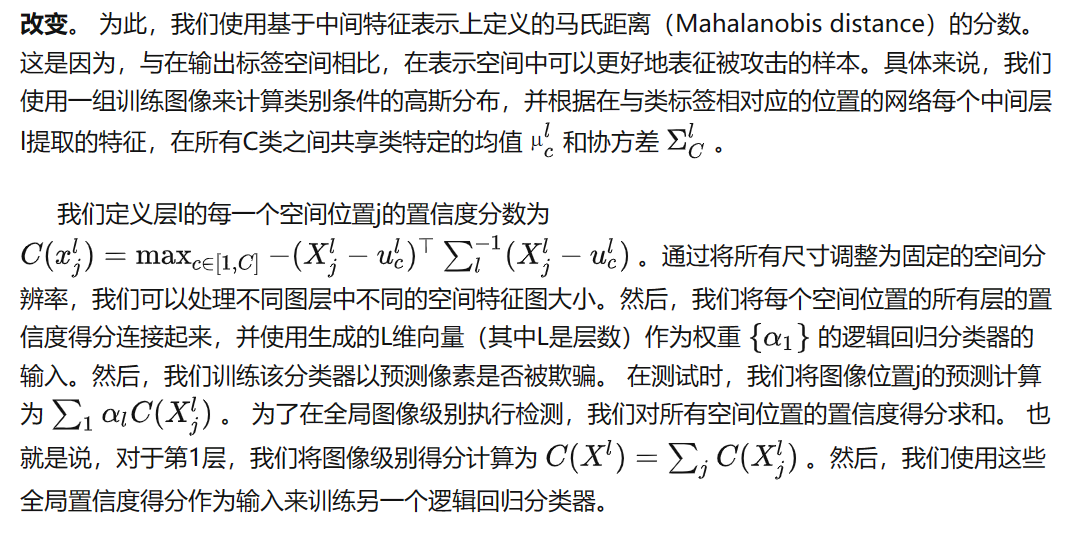 改变。 为此，我们使用基于中间特征表示上定义的马氏距离（Mahalanobis distance）的分数。
这是因为，与在输出标签空间相比，在表示空间中可以更好地表征被攻击的样本。具体来说，我们
使用一组训练图像来计算类别条件的高斯分布，并根据在与类标签相对应的位置的网络每个中间层
l提取的特征，在所有C类之间共享类特定的均值 μ_c^l 和协方差 Σ_C^l 。
我们定义层l的每一个空间位置j的置信度分数为
C(x_j^l) = max_{c∈[1,C]} −(X_j^l − u_c^l)^⊤ ∑_l^{−1}(X_j^l − u_c^l) 。通过将所有尺寸调整为固定的空间分
辨率，我们可以处理不同图层中不同的空间特征图大小。然后，我们将每个空间位置的所有层的置
信度得分连接起来，并使用生成的L维向量（其中L是层数）作为权重 {α_1} 的逻辑回归分类器的
输入。然后，我们训练该分类器以预测像素是否被欺骗。 在测试时，我们将图像位置j的预测计算
为 ∑_1 α_l C(X_j^l) 。 为了在全局图像级别执行检测，我们对所有空间位置的置信度得分求和。 也
就是说，对于第1层，我们将图像级别得分计算为 C(X^l) = ∑_j C(X_j^l) 。然后，我们使用这些
全局置信度得分作为输入来训练另一个逻辑回归分类器。